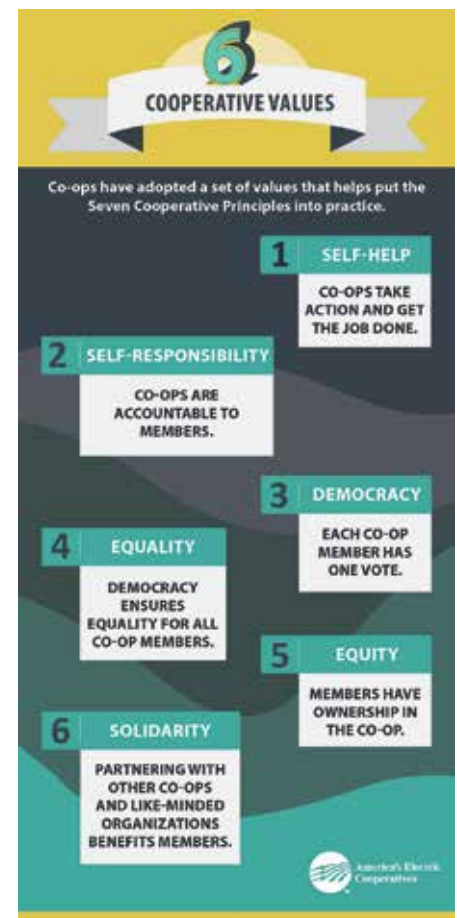 6
COOPERATIVE VALUES
Co-ops have adopted a set of values that helps put the
Seven Cooperative Principles into practice.
1 SELF-HELP
CO-OPS TAKE
ACTION AND GET
THE JOB DONE.
2 SELF-RESPONSIBILITY
CO-OPS ARE
ACCOUNTABLE TO
MEMBERS.
3 DEMOCRACY
EACH CO-OP
MEMBER HAS
ONE VOTE.
4 EQUALITY
DEMOCRACY
ENSURES
EQUALITY FOR ALL
CO-OP MEMBERS.
5 EQUITY
MEMBERS HAVE
OWNERSHIP IN
THE CO-OP.
6 SOLIDARITY
PARTNERING WITH
OTHER CO-OPS
AND LIKE-MINDED
ORGANIZATIONS
BENEFITS MEMBERS.
America's Electric
Cooperatives